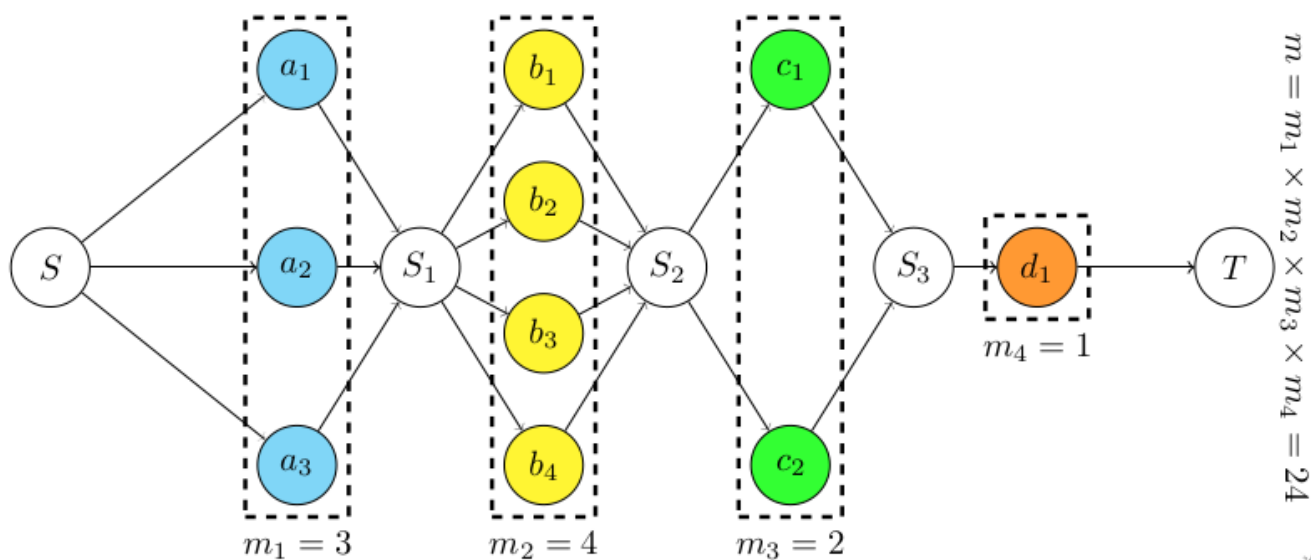 a₁
b₁
c₁
b₂
S
a₂
S₁
S₂
S₃
d₁
T
b₃
m₄ = 1
a₃
b₄
c₂
m₁ = 3
m₂ = 4
m₃ = 2
m = m₁ × m₂ × m₃ × m₄ = 24